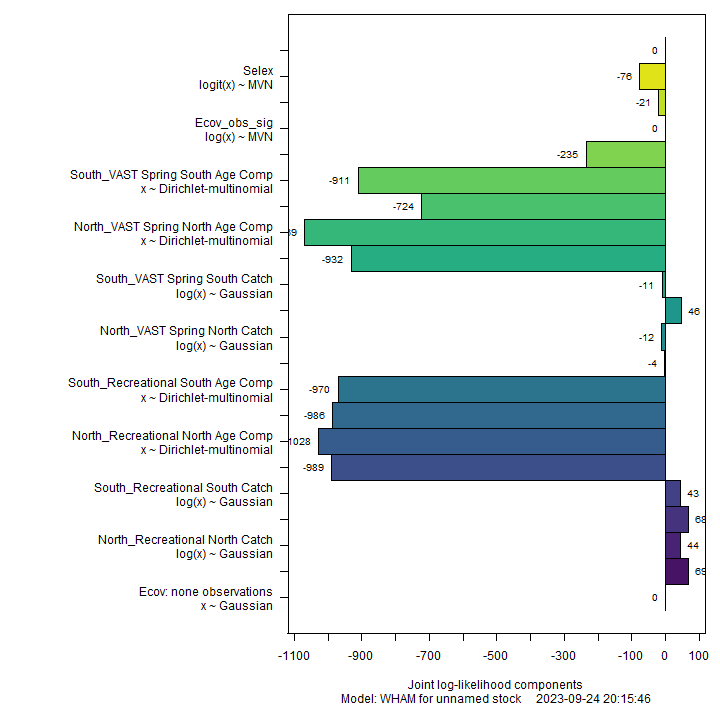 0
Selex
logit(x) ~ MVN
-76
-21
Ecov_obs_sig
log(x) ~ MVN
0
-235
South_VAST Spring South Age Comp
x ~ Dirichlet-multinomial
-911
-724
North_VAST Spring North Age Comp
x ~ Dirichlet-multinomial
-932
South_VAST Spring South Catch
log(x) ~ Gaussian
-11
46
North_VAST Spring North Catch
log(x) ~ Gaussian
-12
-4
South_Recreational South Age Comp
x ~ Dirichlet-multinomial
-970
-986
North_Recreational North Age Comp
x ~ Dirichlet-multinomial
1028
-989
South_Recreational South Catch
log(x) ~ Gaussian
43
68
North_Recreational North Catch
log(x) ~ Gaussian
44
69
Ecov: none observations
x ~ Gaussian
0
-1100 -900 -700 -500 -300 -100 0 100
Joint log-likelihood components
Model: WHAM for unnamed stock 2023-09-24 20:15:46